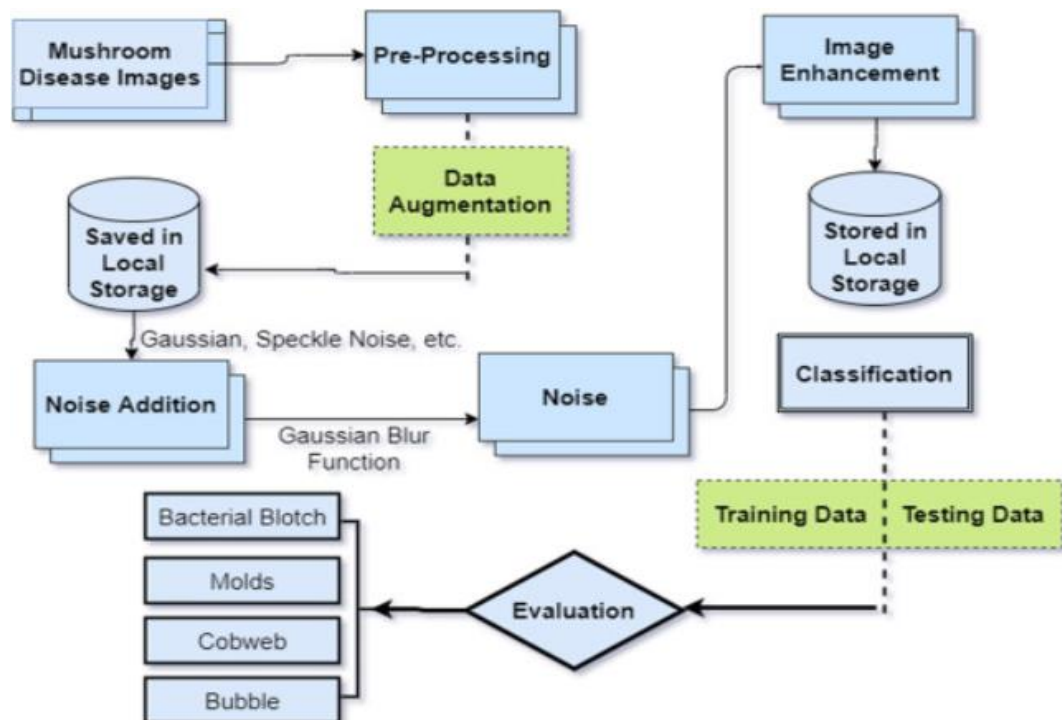 Mushroom
Disease Images
Pre-Processing
Image
Enhancement
Data
Augmentation
Saved in
Local
Storage
Stored in
Local
Storage
Gaussian, Speckle Noise, etc.
Noise Addition
Gaussian Blur
Function
Noise
Classification
Training Data
Testing Data
Evaluation
Bacterial Blotch
Molds
Cobweb
Bubble